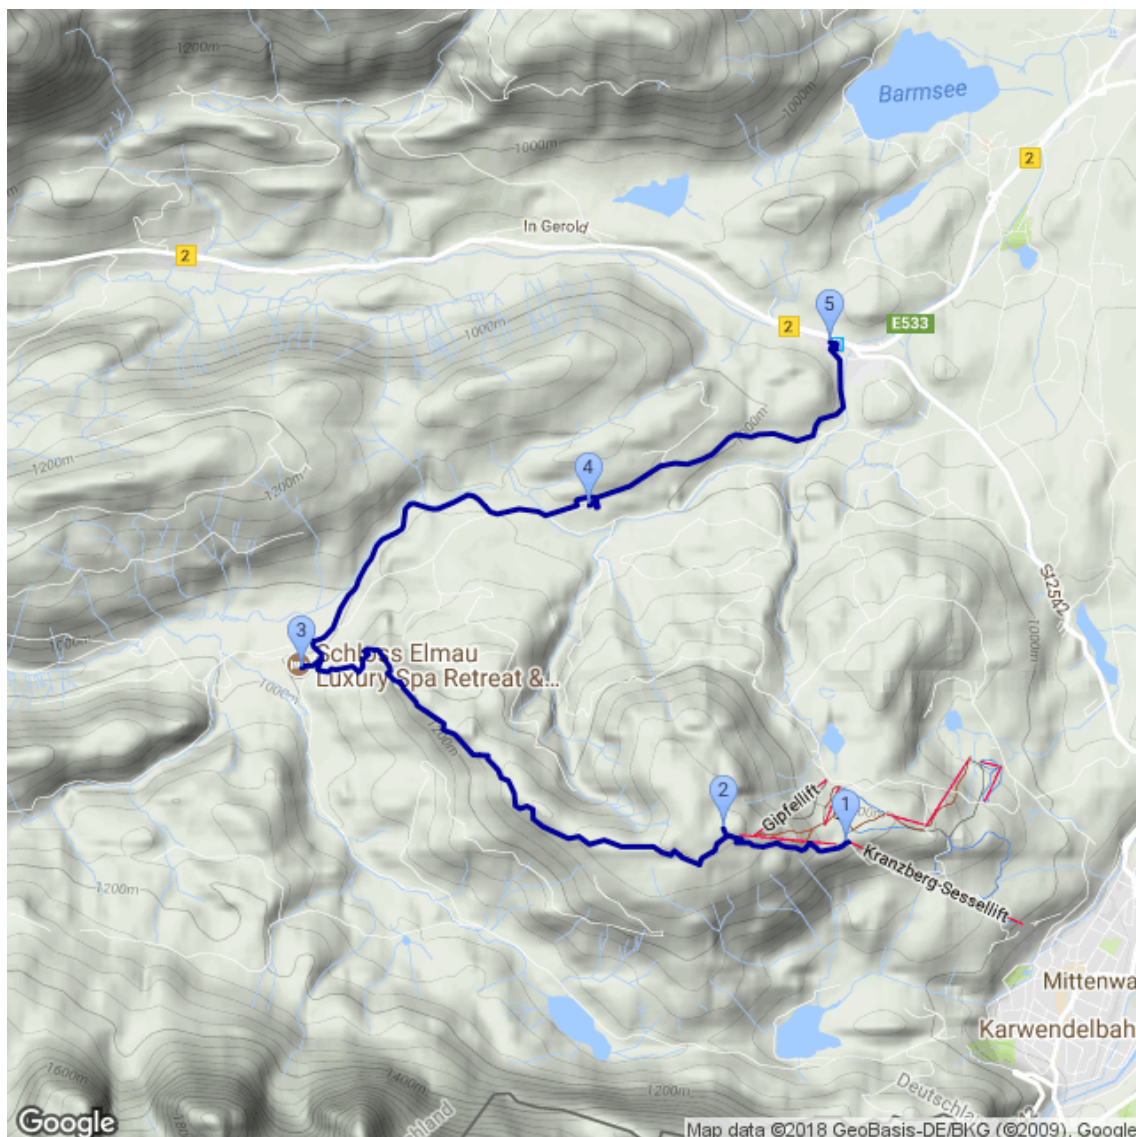 1200m
1000m
Barmsee
2
1000m
In Gerold
2
5
2
E533
1000m
1200m
4
1000m
1200m
St2542
1000m
3
Schloss Elmau
Luxury Spa Retreat &...
1000m
1200m
2
Gipfellift
1
Kranzberg-Sessellift
1200m
Mittenwa
Karwendelbah
1600m
1400m
1200m
Deutschla
Google
Map data ©2018 GeoBasis-DE/BKG (©2009), Google